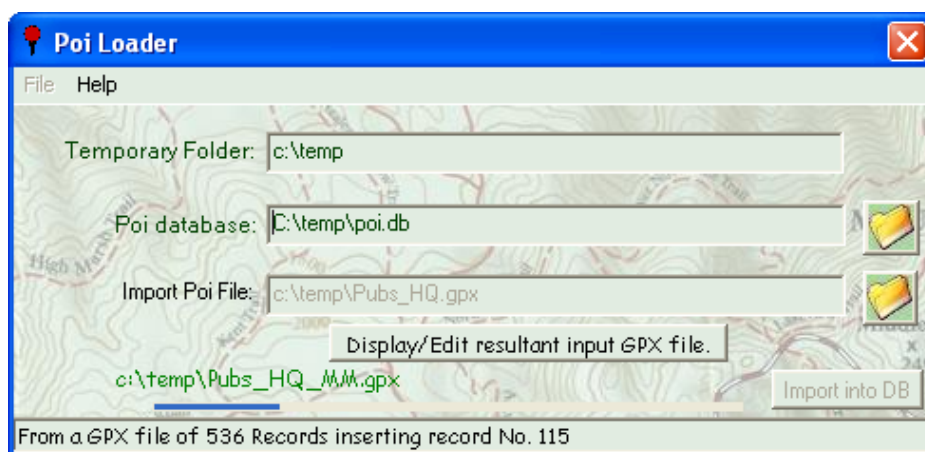 Poi Loader
File Help
Temporary Folder: c:\temp
Poi database: C:\temp\poi.db
Import Poi File: c:\temp\Pubs_HQ.gpx
Display/Edit resultant input GPX file.
c:\temp\Pubs_HQ_MM.gpx
Import into DB
From a GPX file of 536 Records inserting record No. 115